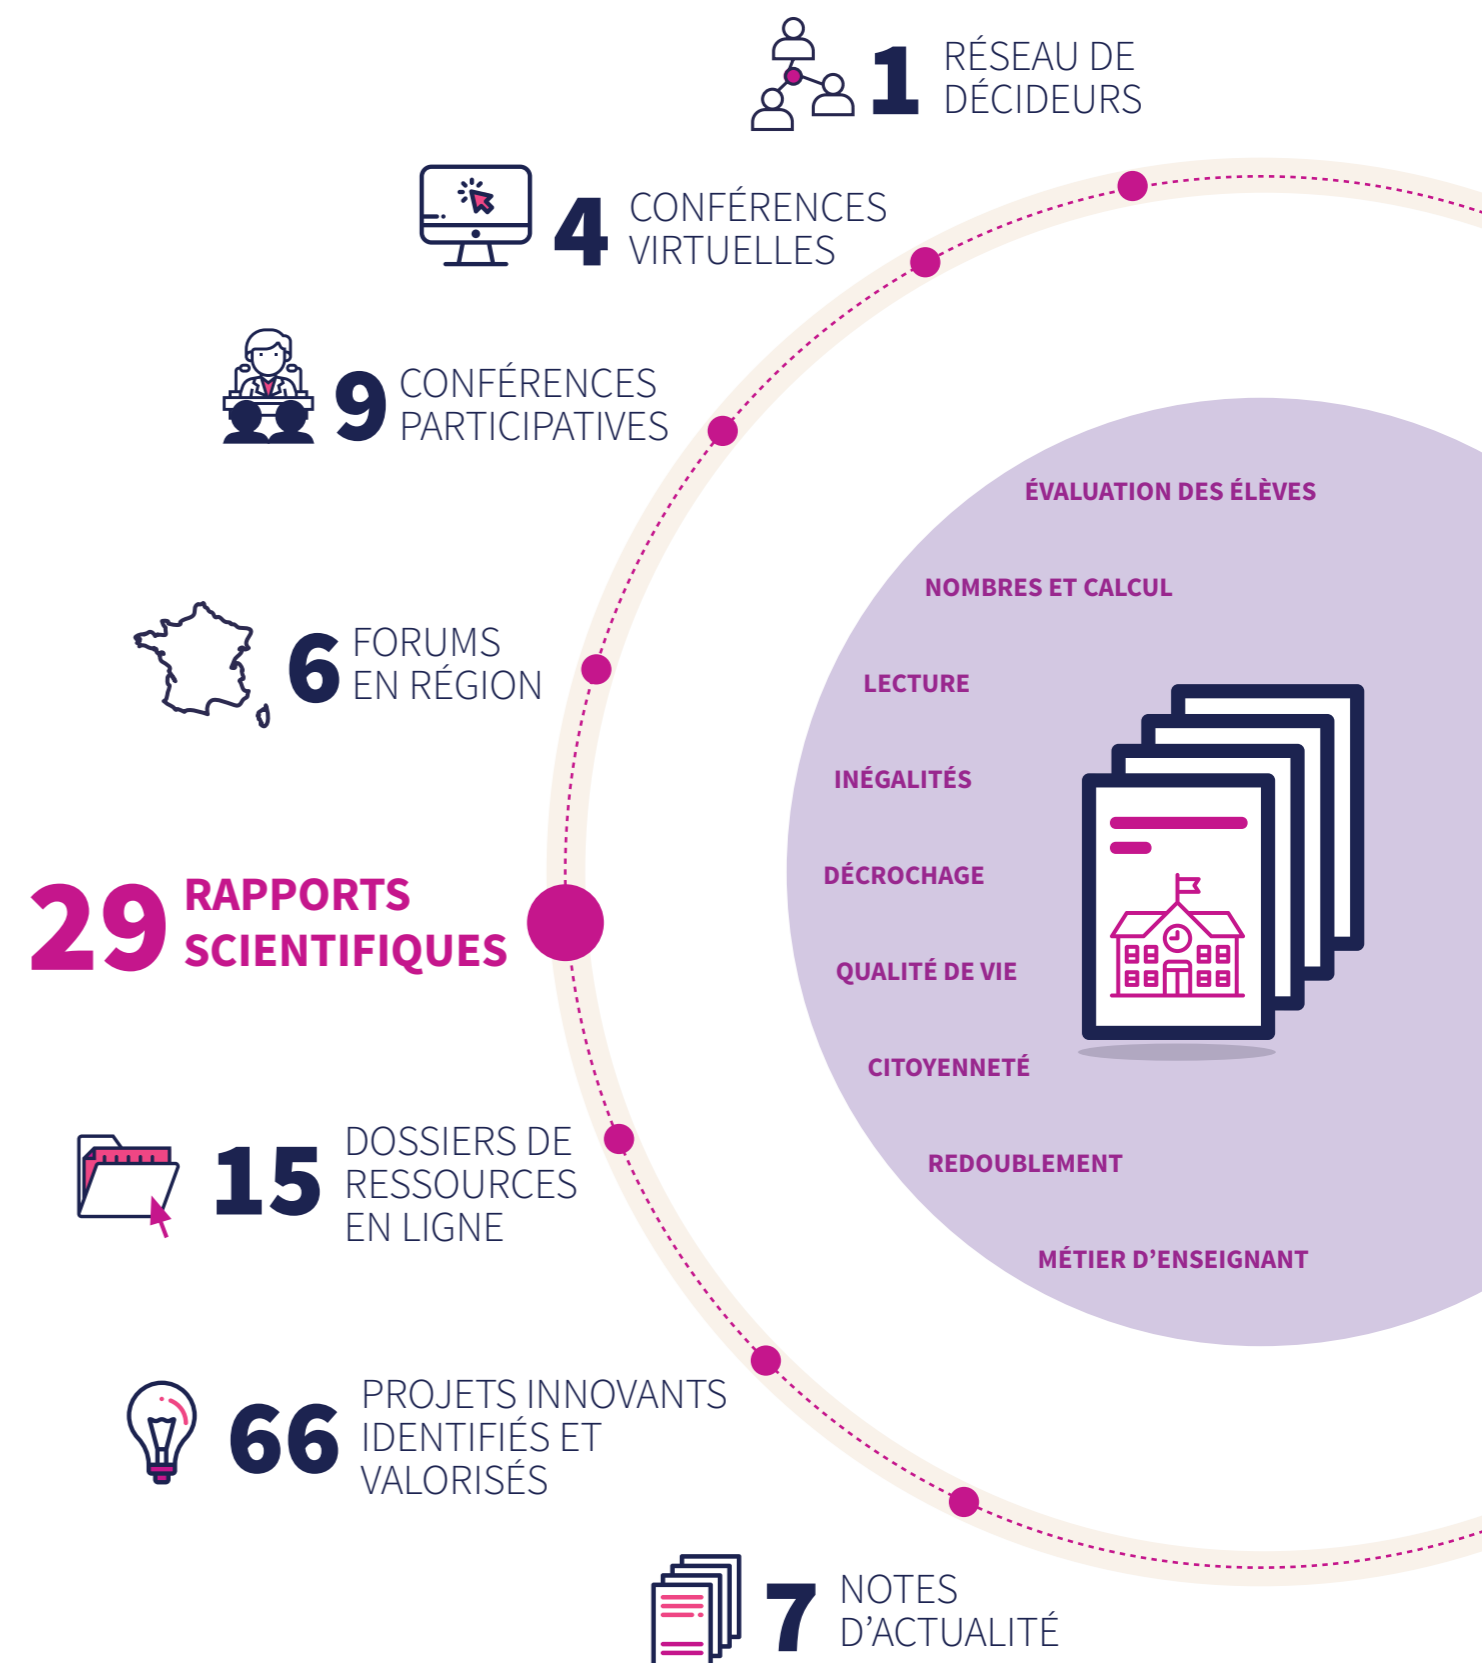 1
RÉSEAU DE
DÉCIDEURS
4
CONFÉRENCES
VIRTUELLES
9
CONFÉRENCES
PARTICIPATIVES
6
FORUMS
EN RÉGION
29
RAPPORTS
SCIENTIFIQUES
15
DOSSIERS DE
RESSOURCES
EN LIGNE
66
PROJETS INNOVANTS
IDENTIFIÉS ET
VALORISÉS
7
NOTES
D’ACTUALITÉ
ÉVALUATION DES ÉLÈVES
NOMBRES ET CALCUL
LECTURE
INÉGALITÉS
DÉCROCHAGE
QUALITÉ DE VIE
CITOYENNETÉ
REDOUBLEMENT
MÉTIER D’ENSEIGNANT